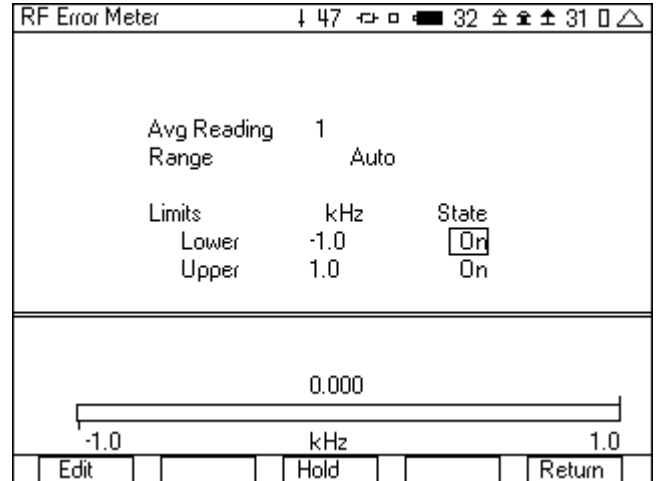 RF Error Meter 47 32 31
Avg Reading 1
Range Auto
Limits kHz State
Lower -1.0 On
Upper 1.0 On
0.000
-1.0 kHz 1.0
Edit Hold Return